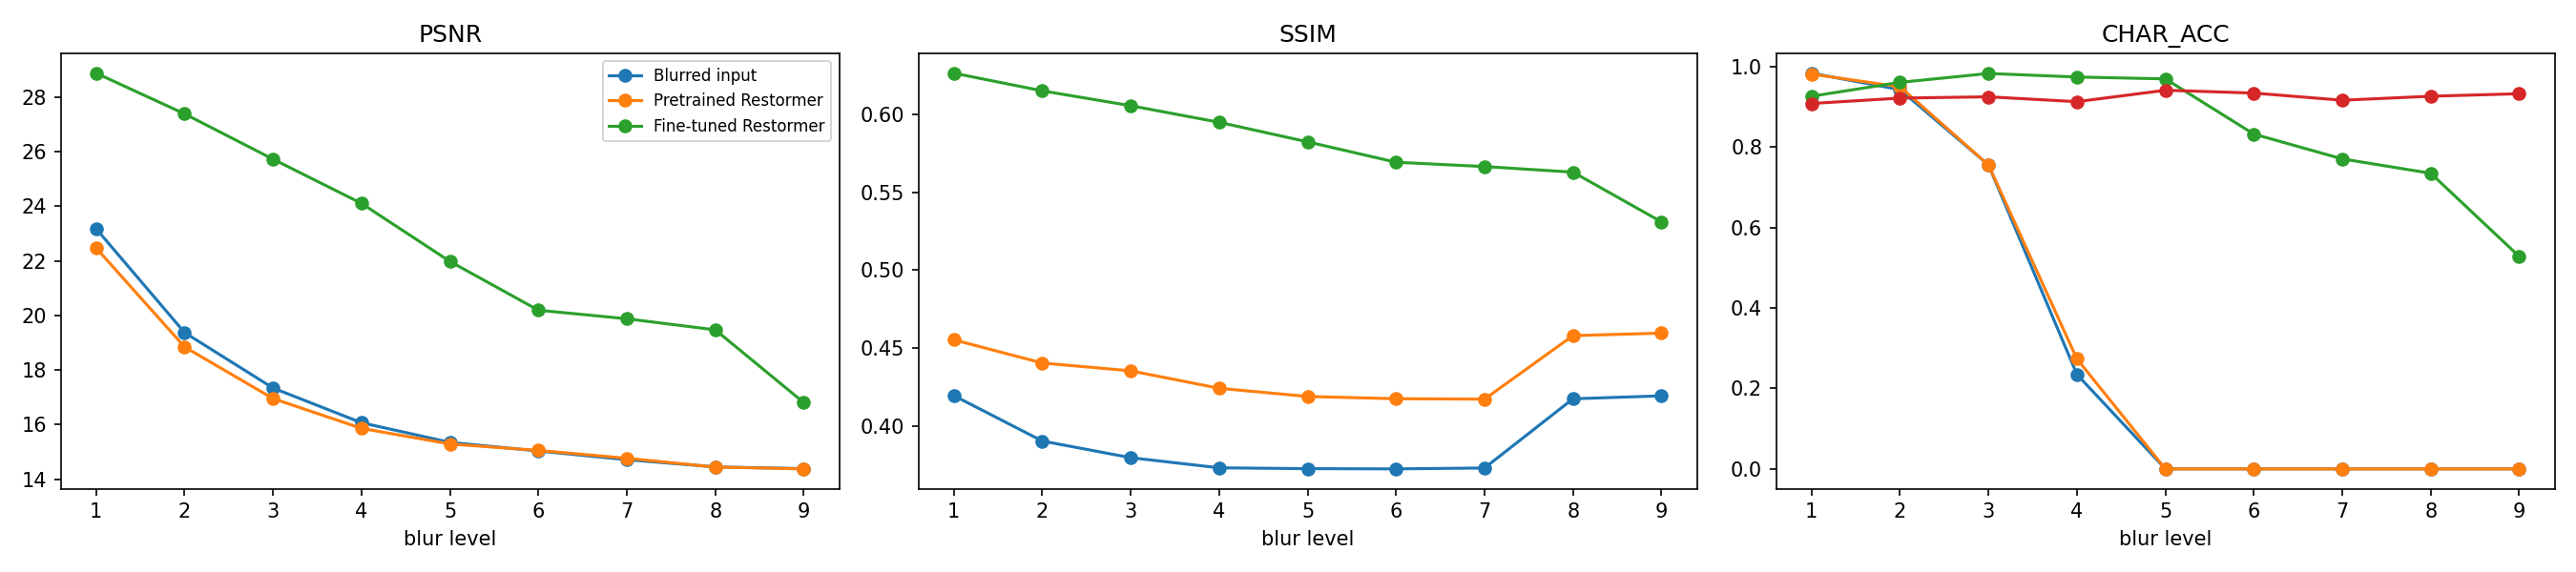 PSNR
Blurred input
Pretrained Restormer
Fine-tuned Restormer
28
26
24
22
20
18
16
14
1 2 3 4 5 6 7 8 9
blur level
SSIM
0.60
0.55
0.50
0.45
0.40
1 2 3 4 5 6 7 8 9
blur level
CHAR_ACC
1.0
0.8
0.6
0.4
0.2
0.0
1 2 3 4 5 6 7 8 9
blur level